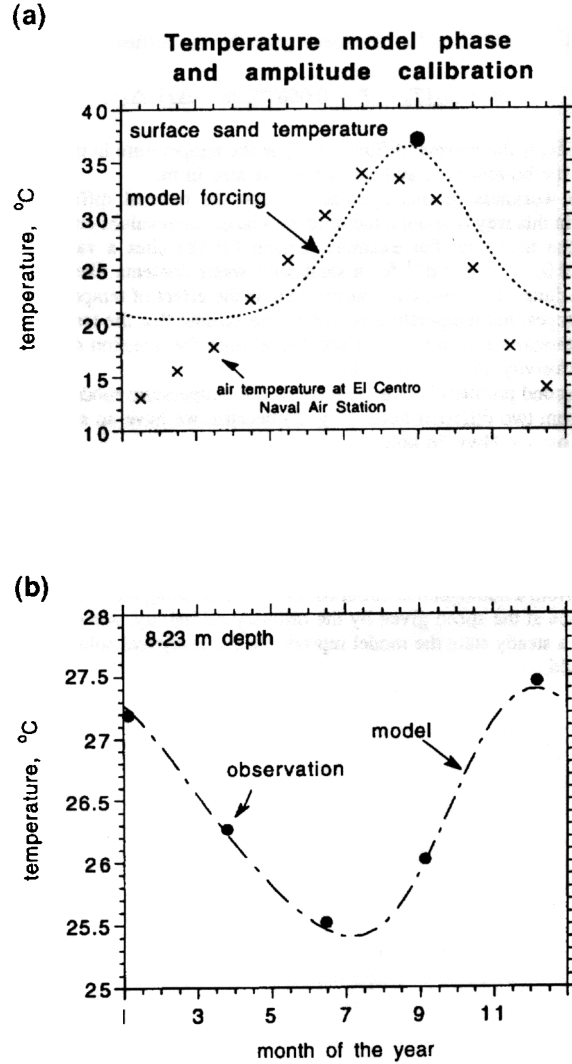 (a)
Temperature model phase
and amplitude calibration
40
35
30
25
20
15
10
temperature, °C
surface sand temperature
model forcing
air temperature at El Centro
Naval Air Station
(b)
28
27.5
27
26.5
26
25.5
25
temperature, °C
8.23 m depth
observation
model
1 3 5 7 9 11
month of the year